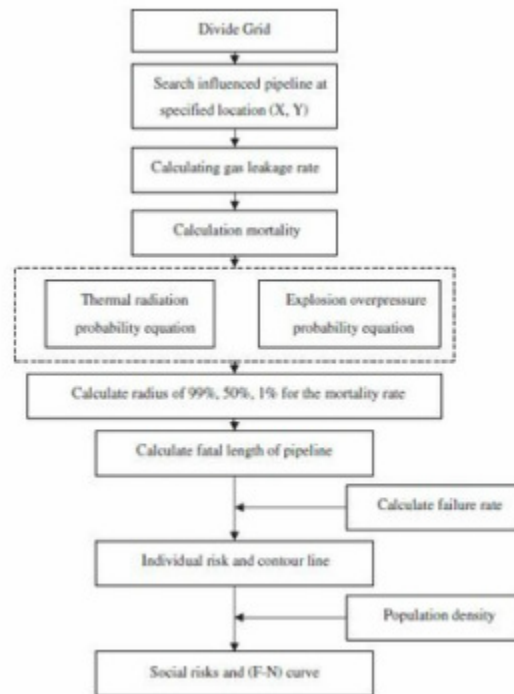 Divide Grid
Search influenced pipeline at
specified location (X, Y)
Calculating gas leakage rate
Calculation mortality
Thermal radiation
probability equation
Explosion overpressure
probability equation
Calculate radius of 99%, 50%, 1% for the mortality rate
Calculate fatal length of pipeline
Calculate failure rate
Individual risk and contour line
Population density
Social risks and (F-N) curve